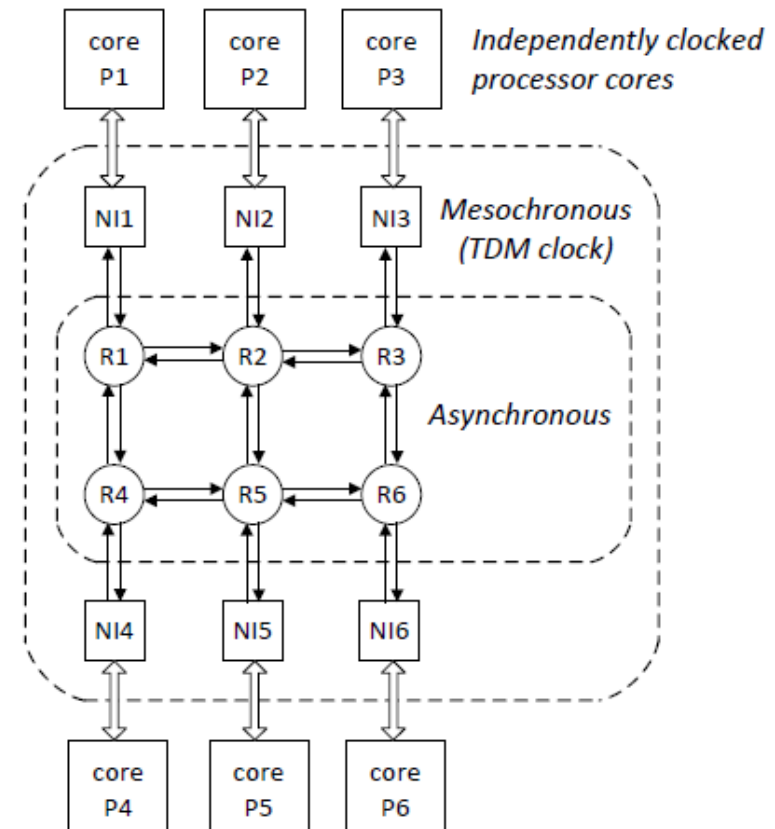 core
P1
core
P2
core
P3
Independently clocked
processor cores
NI1
NI2
NI3
Mesochronous
(TDM clock)
R1
R2
R3
Asynchronous
R4
R5
R6
NI4
NI5
NI6
core
P4
core
P5
core
P6